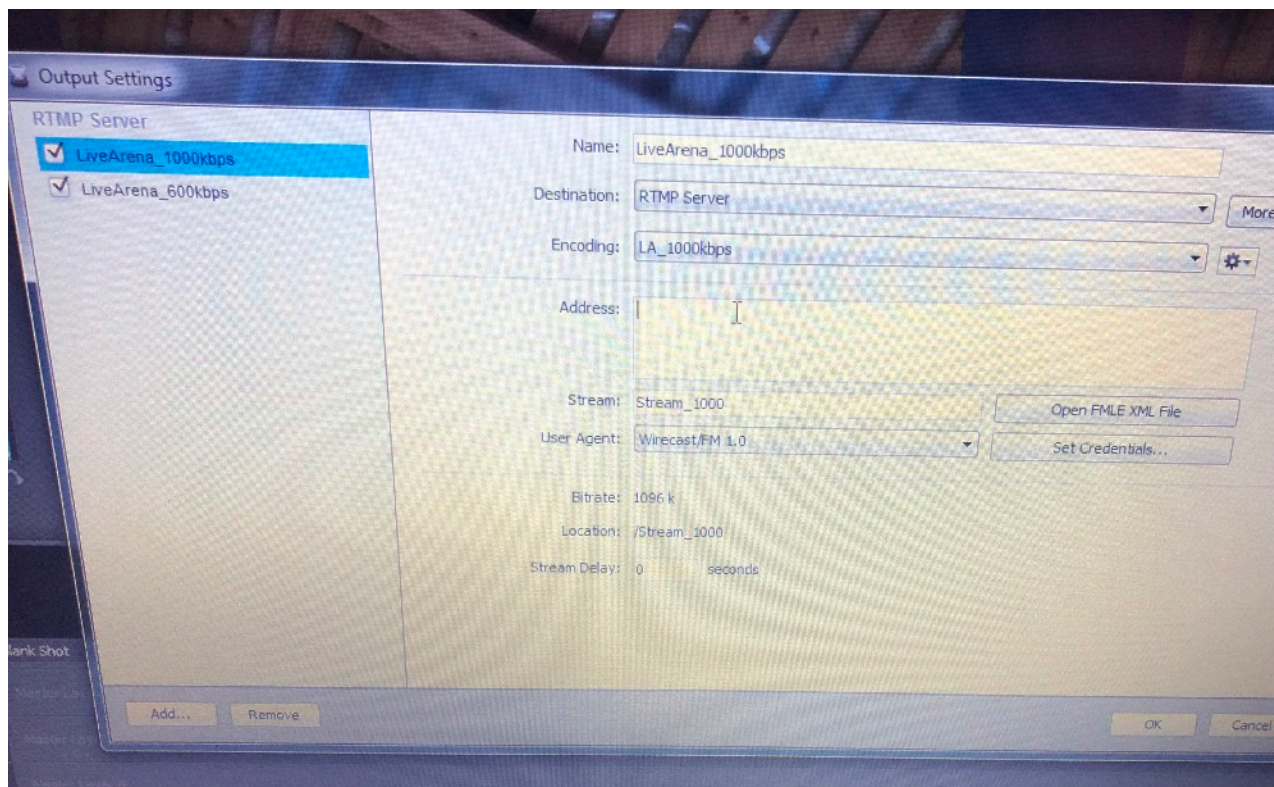 Output Settings
RTMP Server
LiveArena_1000kbps
LiveArena_600kbps
Name: LiveArena_1000kbps
Destination: RTMP Server
More
Encoding: LA_1000kbps
Address:
Stream: Stream_1000
Open FMLE XML File
User Agent: Wirecast/FM 1.0
Set Credentials...
Bitrate: 1096 k
Location: /Stream_1000
Stream Delay: 0 seconds
lank Shot
Add...
Remove
OK
Cancel